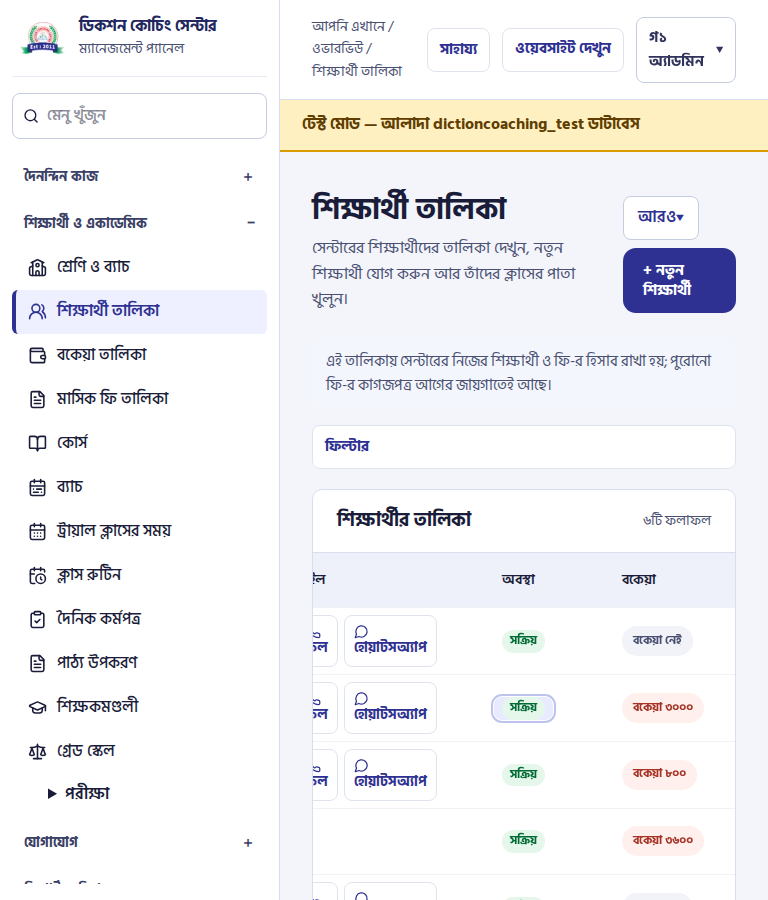 ডিকশন কোচিং সেন্টার
ম্যানেজমেন্ট প্যানেল
Est : 2011
মেনু খুঁজুন
দৈনন্দিন কাজ +
শিক্ষার্থী ও একাডেমিক −
শ্রেণি ও ব্যাচ
শিক্ষার্থী তালিকা
বকেয়া তালিকা
মাসিক ফি তালিকা
কোর্স
ব্যাচ
ট্রায়াল ক্লাসের সময়
ক্লাস রুটিন
দৈনিক কর্মপত্র
পাঠ্য উপকরণ
শিক্ষকমণ্ডলী
গ্রেড স্কেল
▶ পরীক্ষা
যোগাযোগ +
আপনি এখানে /
ওভারভিউ /
শিক্ষার্থী তালিকা
সাহায্য
ওয়েবসাইট দেখুন
গ১
অ্যাডমিন ▼
টেস্ট মোড — আলাদা dictioncoaching_test ডাটাবেস
শিক্ষার্থী তালিকা
সেন্টারের শিক্ষার্থীদের তালিকা দেখুন, নতুন
শিক্ষার্থী যোগ করুন আর তাঁদের ক্লাসের পাতা
খুলুন।
আরও▾
+ নতুন
শিক্ষার্থী
এই তালিকায় সেন্টারের নিজের শিক্ষার্থী ও ফি-র হিসাব রাখা হয়; পুরোনো
ফি-র কাগজপত্র আগের জায়গাতেই আছে।
ফিল্টার
শিক্ষার্থীর তালিকা
৬টি ফলাফল
অবস্থা বকেয়া
হোয়াটসঅ্যাপ সক্রিয় বকেয়া নেই
হোয়াটসঅ্যাপ সক্রিয় বকেয়া ৩০০০
হোয়াটসঅ্যাপ সক্রিয় বকেয়া ৮০০
সক্রিয় বকেয়া ৩৬০০